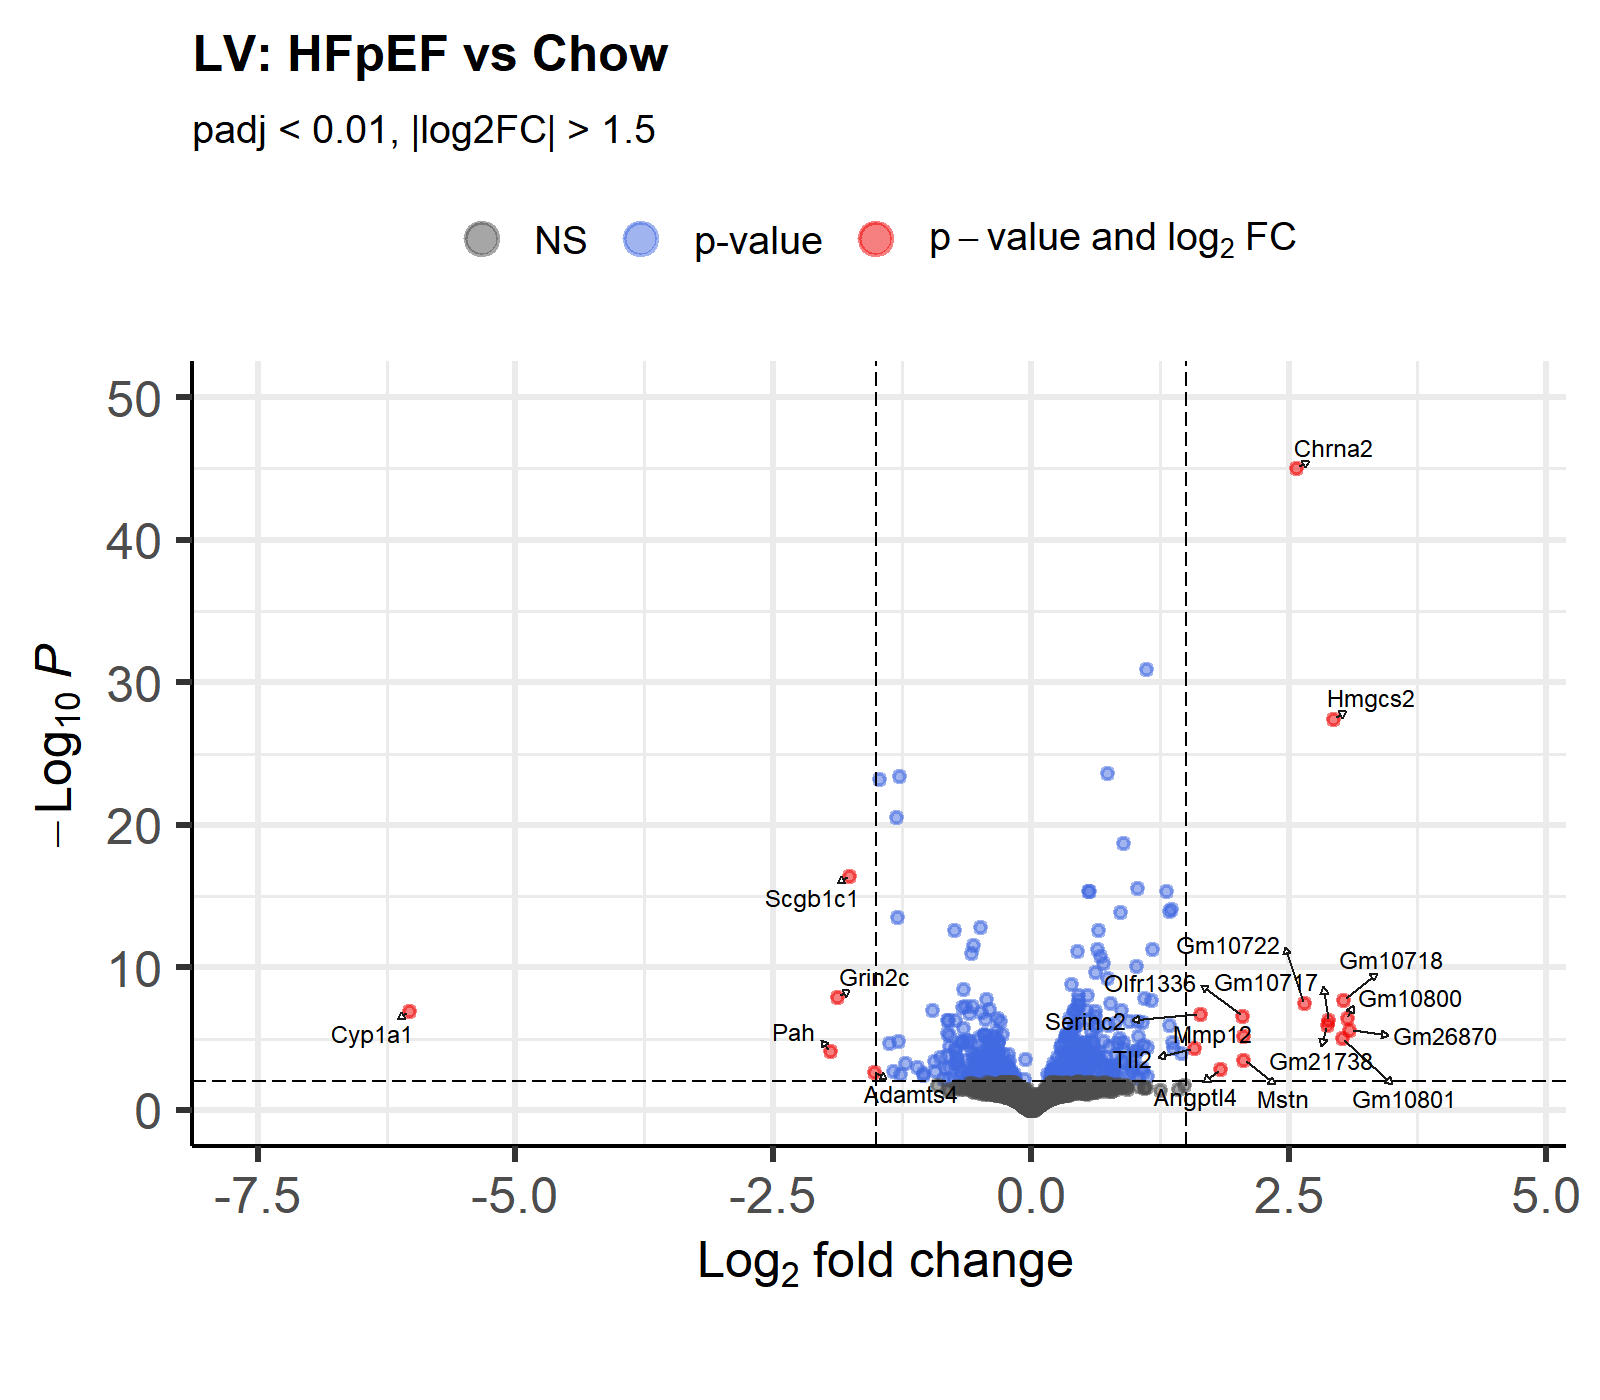 LV: HFpEF vs Chow
padj < 0.01, |log2FC| > 1.5
NS p-value p – value and log₂ FC
50
40
30
20
10
0
−Log₁₀ P
Chrna2
Hmgcs2
Scgb1c1
Gm10722
Gm10718
Grin2c
Olfr1336 Gm10717
Gm10800
Serinc2
Cyp1a1
Pah
Mmp12
Gm26870
Tll2
Gm21738
Adamts4
Angptl4
Mstn
Gm10801
-7.5 -5.0 -2.5 0.0 2.5 5.0
Log₂ fold change